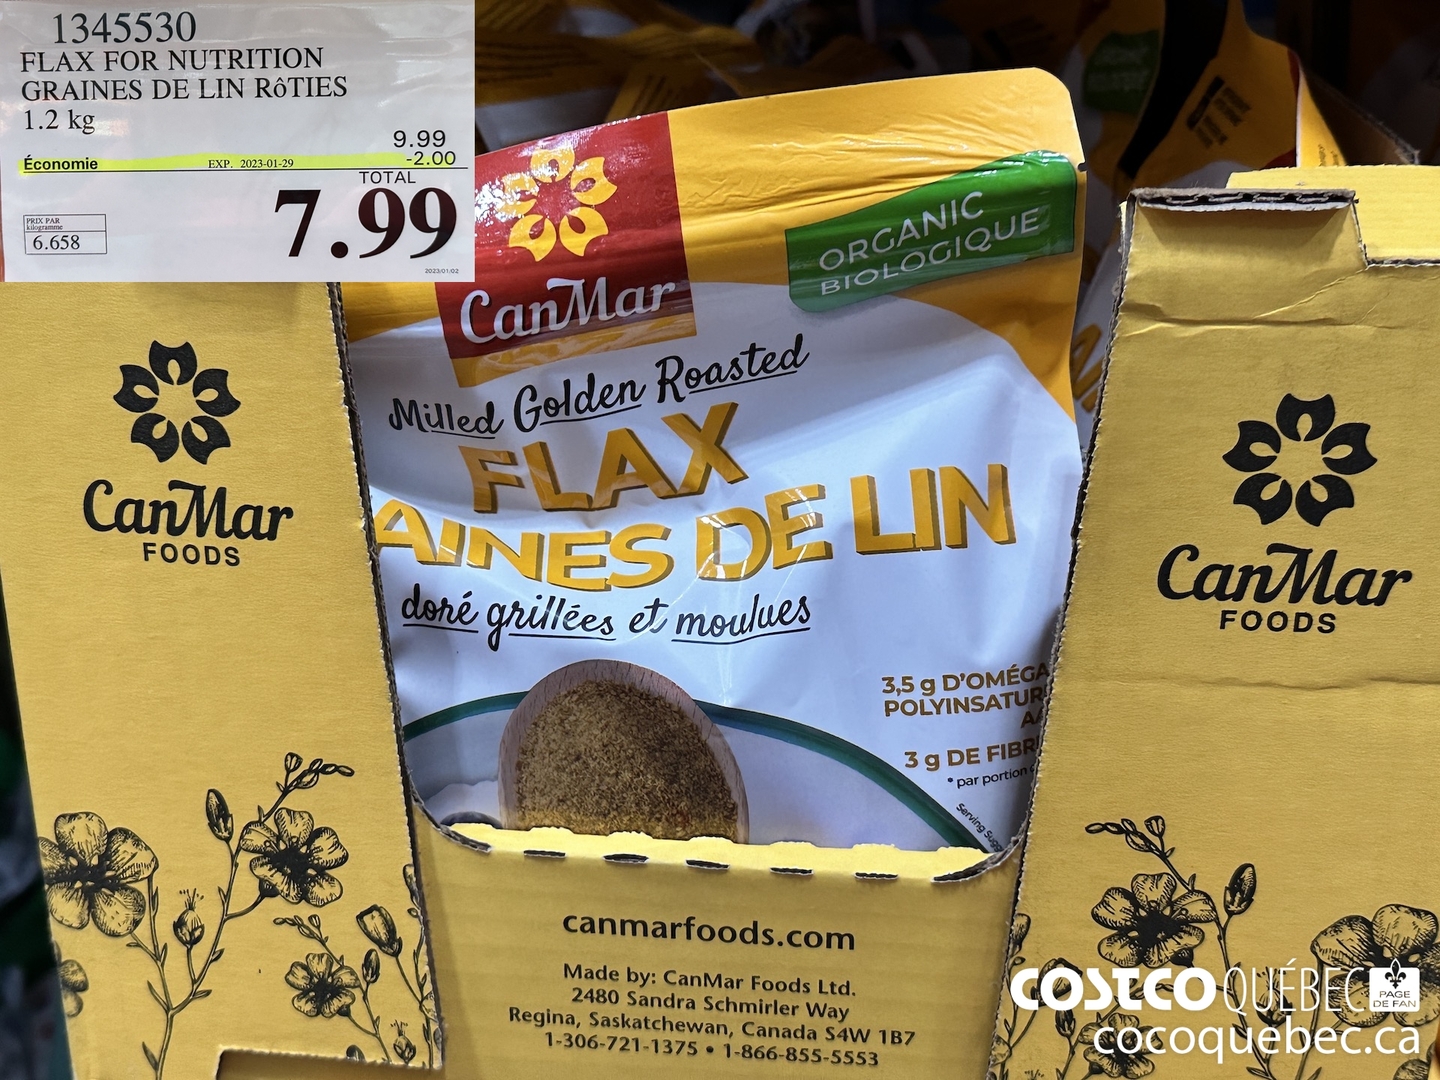 1345530
FLAX FOR NUTRITION
GRAINES DE LIN RôTIES
1.2 kg
9.99
Économie EXP. 2023-01-29 -2.00
TOTAL
7.99
PRIX PAR
kilogramme
6.658
2023/01/02
CanMar
ORGANIC
BIOLOGIQUE
Milled Golden Roasted
FLAX
AINES DE LIN
doré grillées et moulues
3,5 g D'OMÉGA
POLYINSATUR
3 g DE FIBR
* par portion
Serving Sugg
CanMar
FOODS
CanMar
FOODS
canmarfoods.com
Made by: CanMar Foods Ltd.
2480 Sandra Schmirler Way
Regina, Saskatchewan, Canada S4W 1B7
1-306-721-1375 • 1-866-855-5553
COSTCO QUÉBEC PAGE
DE FAN
cocoquebec.ca